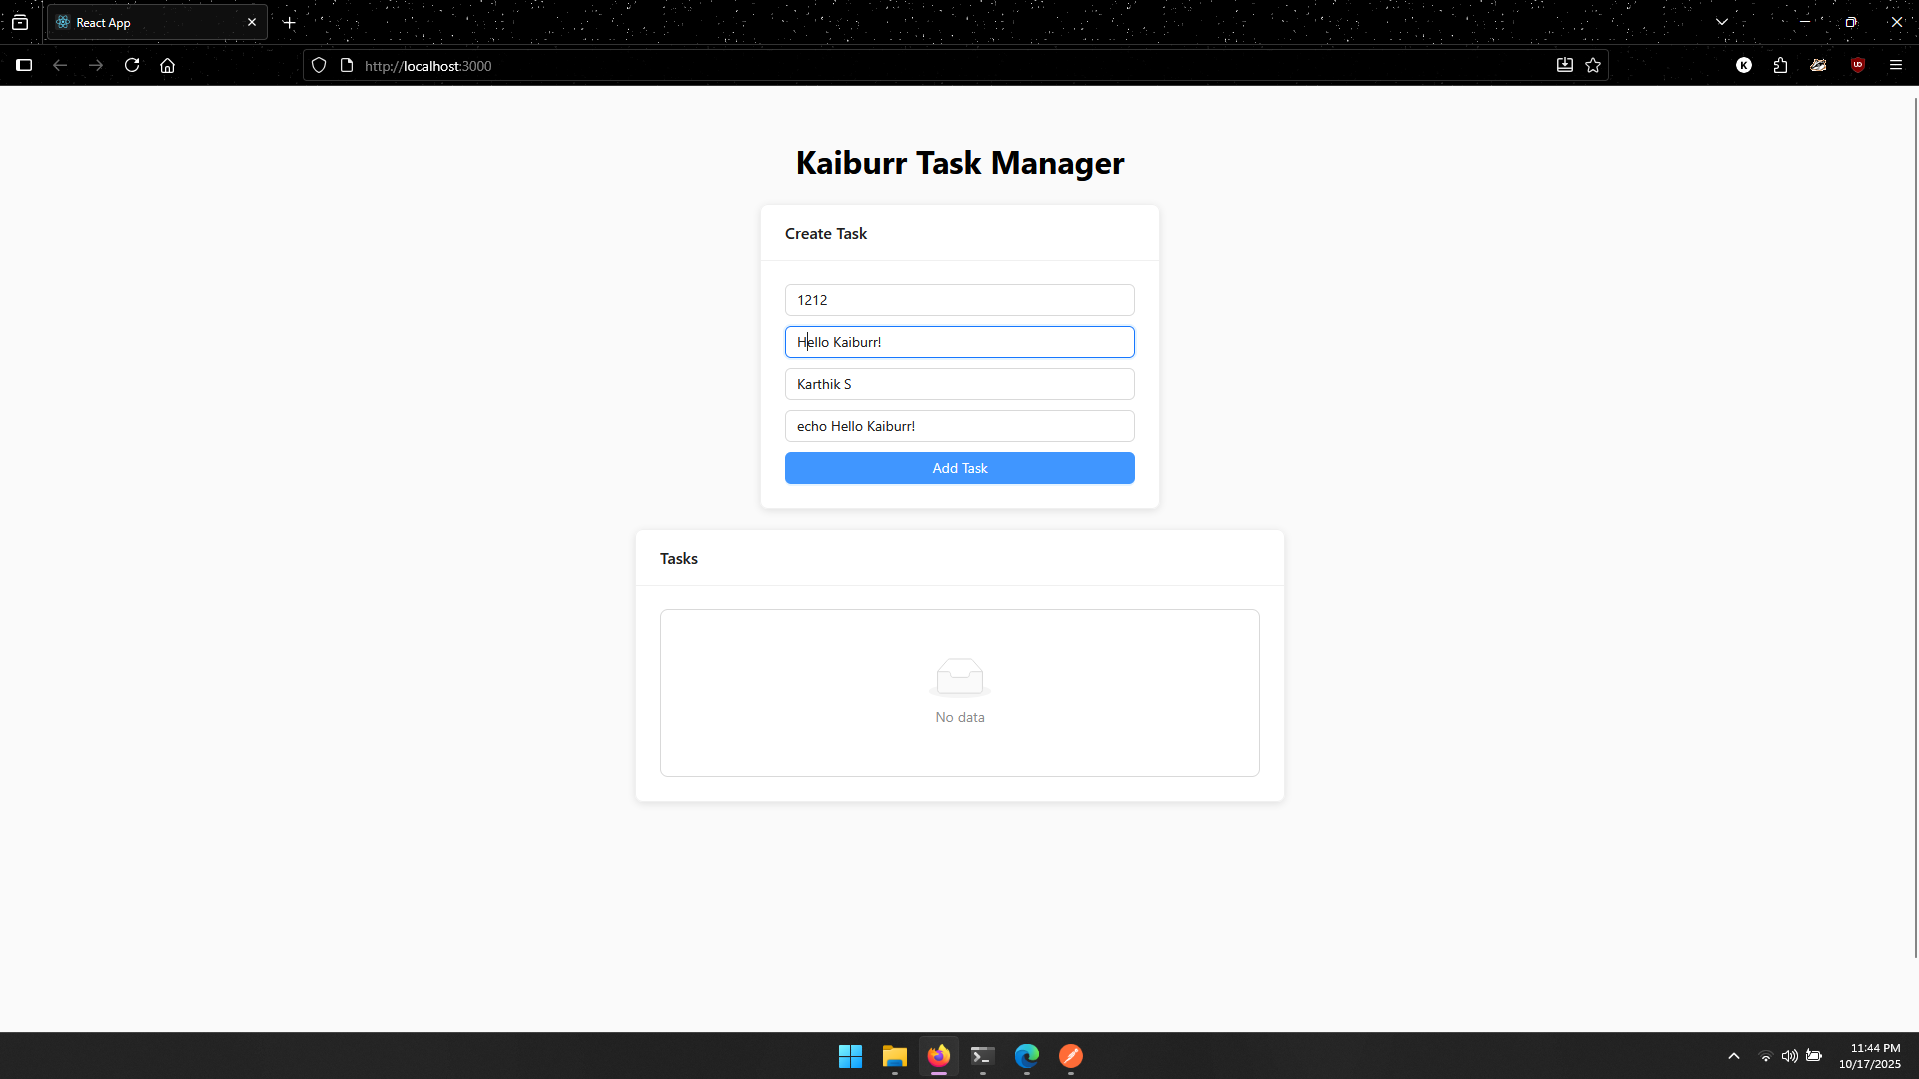 React App
http://localhost:3000
K
UD
Kaiburr Task Manager
Create Task
1212
Hello Kaiburr!
Karthik S
echo Hello Kaiburr!
Add Task
Tasks
No data
11:44 PM
10/17/2025